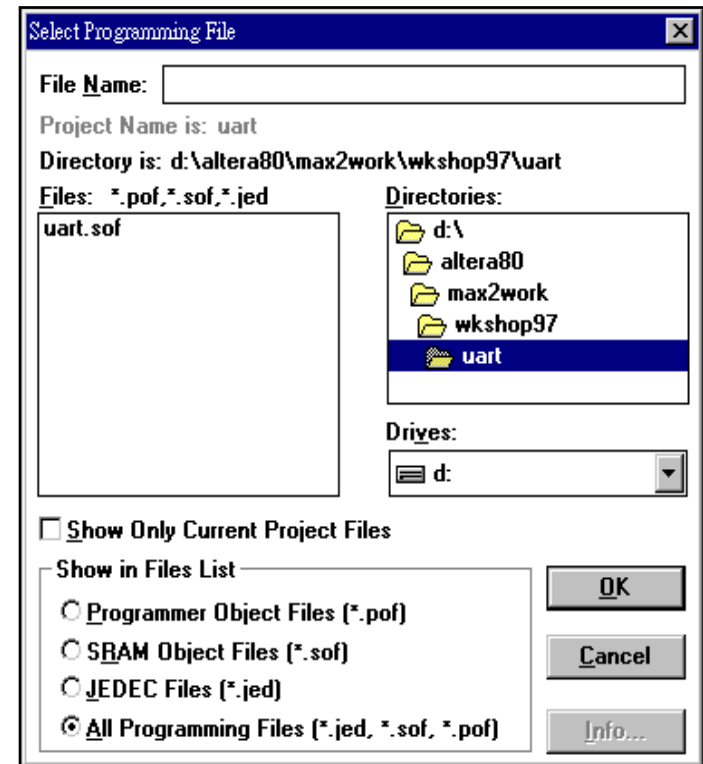 Select Programming File
File Name:
Project Name is: uart
Directory is: d:\altera80\max2work\wkshop97\uart
Files: *.pof,*.sof,*.jed
uart.sof
Directories:
d:\
altera80
max2work
wkshop97
uart
Drives:
d:
Show Only Current Project Files
Show in Files List
Programmer Object Files (*.pof)
SRAM Object Files (*.sof)
JEDEC Files (*.jed)
All Programming Files (*.jed, *.sof, *.pof)
OK
Cancel
Info...